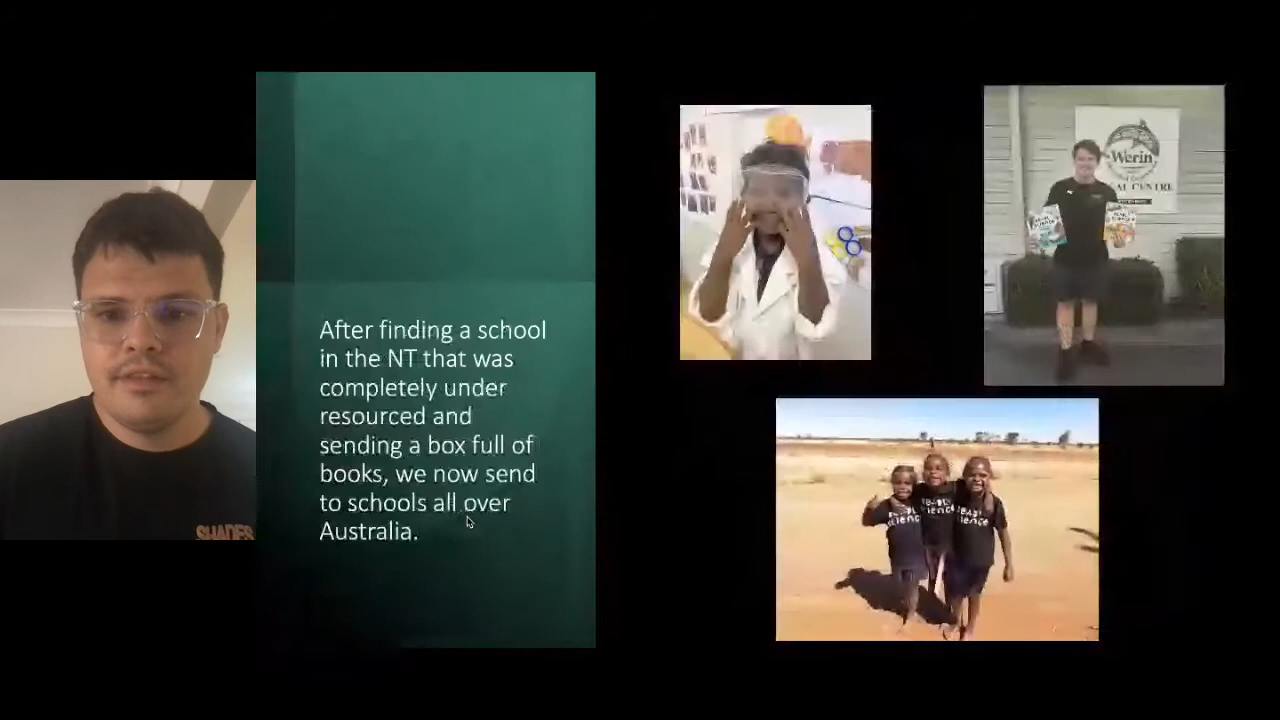 After finding a school
in the NT that was
completely under
resourced and
sending a box full of
books, we now send
to schools all over
Australia.
SHADES
Werin
CENTRE